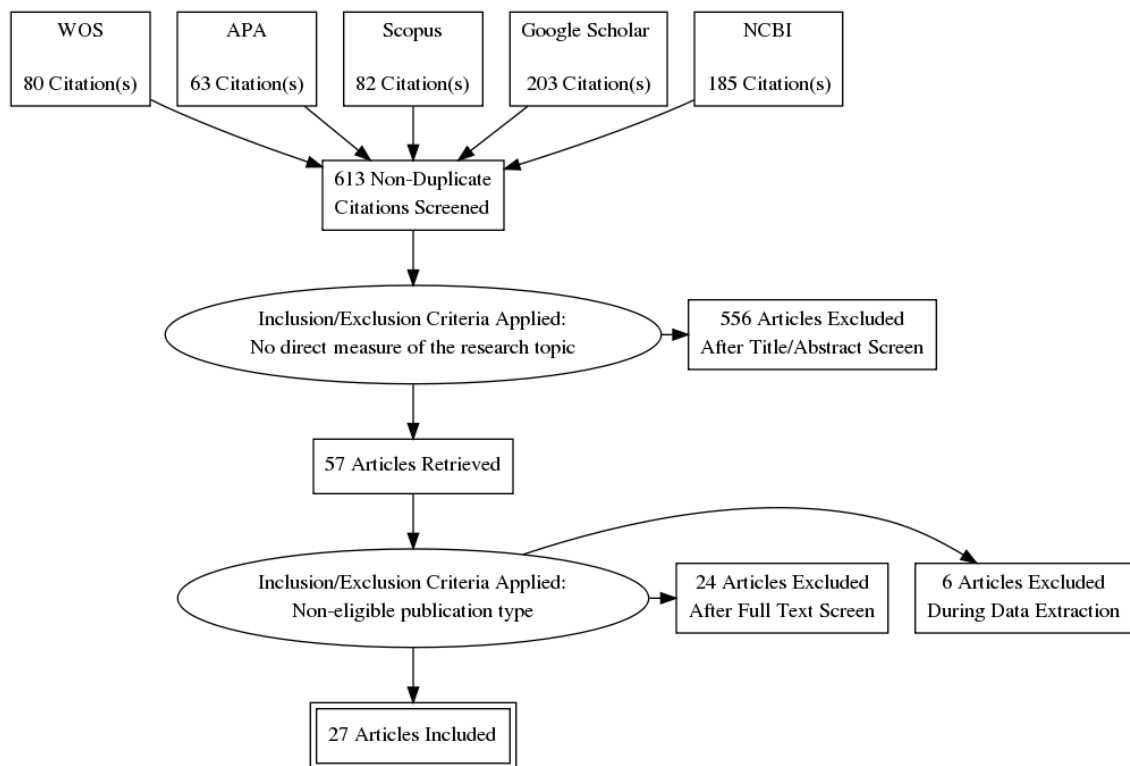 WOS
80 Citation(s)
APA
63 Citation(s)
Scopus
82 Citation(s)
Google Scholar
203 Citation(s)
NCBI
185 Citation(s)
613 Non-Duplicate
Citations Screened
Inclusion/Exclusion Criteria Applied:
No direct measure of the research topic
556 Articles Excluded
After Title/Abstract Screen
57 Articles Retrieved
Inclusion/Exclusion Criteria Applied:
Non-eligible publication type
24 Articles Excluded
After Full Text Screen
6 Articles Excluded
During Data Extraction
27 Articles Included